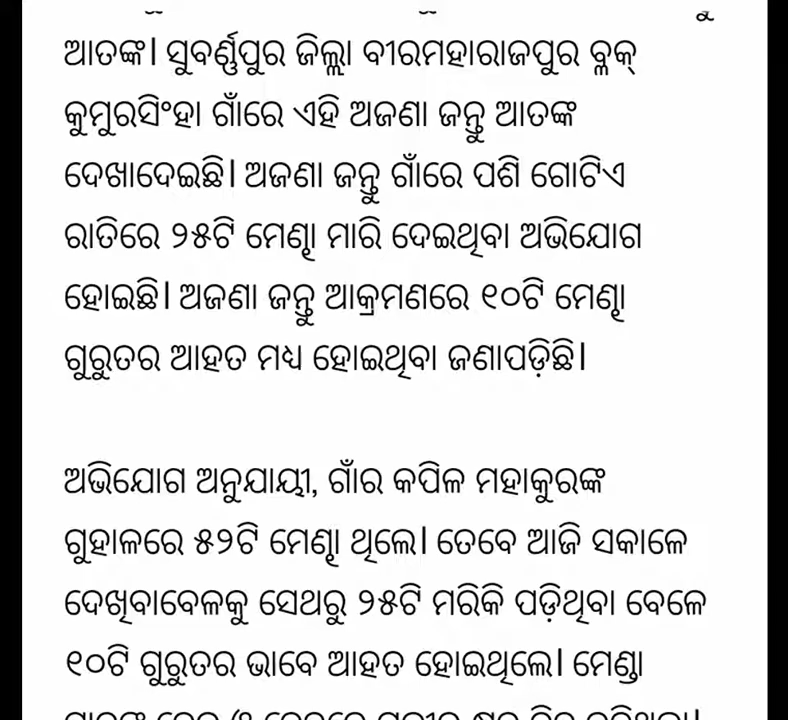 ଆତଙ୍କ। ସୁବର୍ଣ୍ଣପୁର ଜିଲ୍ଲା ବୀରମହାରାଜପୁର ବ୍ଲକ୍
କୁମୁରସିଂହା ଗାଁରେ ଏହି ଅଜଣା ଜନ୍ତୁ ଆତଙ୍କ
ଦେଖାଦେଇଛି। ଅଜଣା ଜନ୍ତୁ ଗାଁରେ ପଶି ଗୋଟିଏ
ରାତିରେ ୨୫ଟି ମେଣ୍ଢା ମାରି ଦେଇଥିବା ଅଭିଯୋଗ
ହୋଇଛି। ଅଜଣା ଜନ୍ତୁ ଆକ୍ରମଣରେ ୧୦ଟି ମେଣ୍ଢା
ଗୁରୁତର ଆହତ ମଧ୍ୟ ହୋଇଥିବା ଜଣାପଡ଼ିଛି।
ଅଭିଯୋଗ ଅନୁଯାୟୀ, ଗାଁର କପିଳ ମହାକୁରଙ୍କ
ଗୁହାଳରେ ୫୨ଟି ମେଣ୍ଢା ଥିଲେ। ତେବେ ଆଜି ସକାଳେ
ଦେଖିବାବେଳକୁ ସେଥିରୁ ୨୫ଟି ମରିକି ପଡ଼ିଥିବା ବେଳେ
୧୦ଟି ଗୁରୁତର ଭାବେ ଆହତ ହୋଇଥିଲେ। ମେଣ୍ଡା